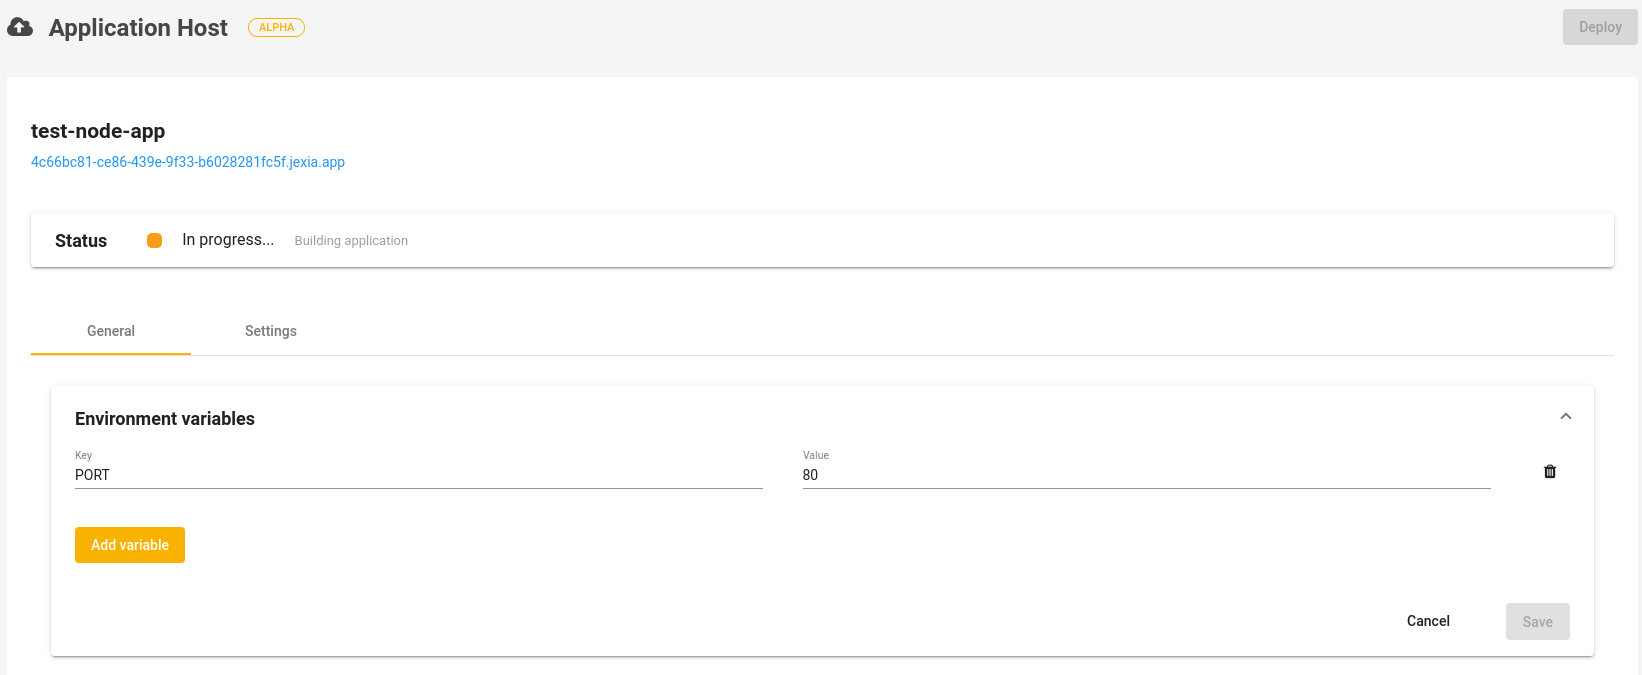 Application Host ALPHA Deploy
test-node-app
4c66bc81-ce86-439e-9f33-b6028281fc5f.jexia.app
Status In progress... Building application
General Settings
Environment variables
Key Value
PORT 80
Add variable
Cancel Save